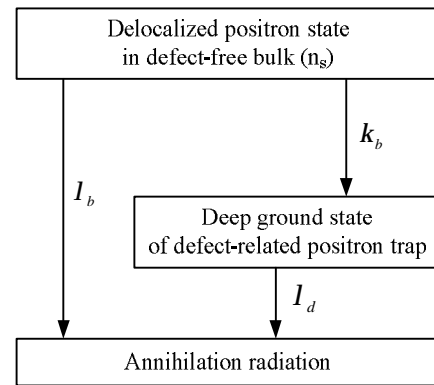 Delocalized positron state
in defect-free bulk (nₛ)
k_b
l_b
Deep ground state
of defect-related positron trap
l_d
Annihilation radiation